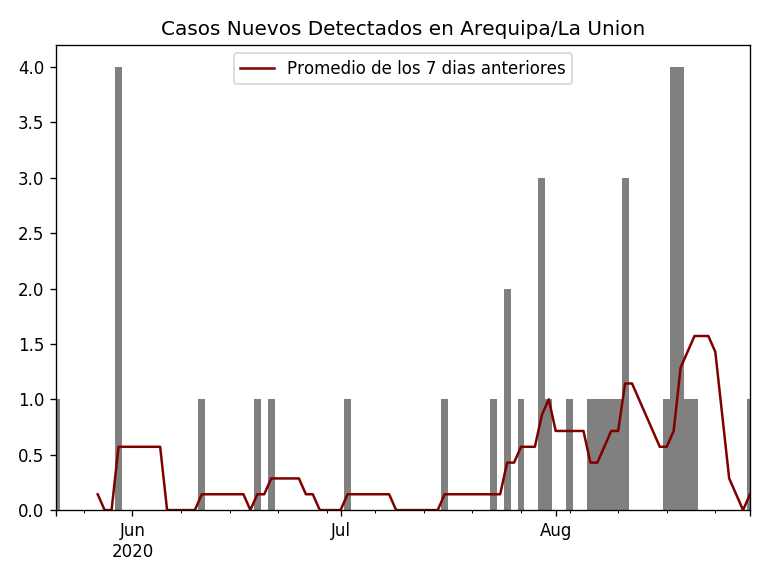 Casos Nuevos Detectados en Arequipa/La Union
Promedio de los 7 dias anteriores
4.0
3.5
3.0
2.5
2.0
1.5
1.0
0.5
0.0
Jun
2020
Jul
Aug